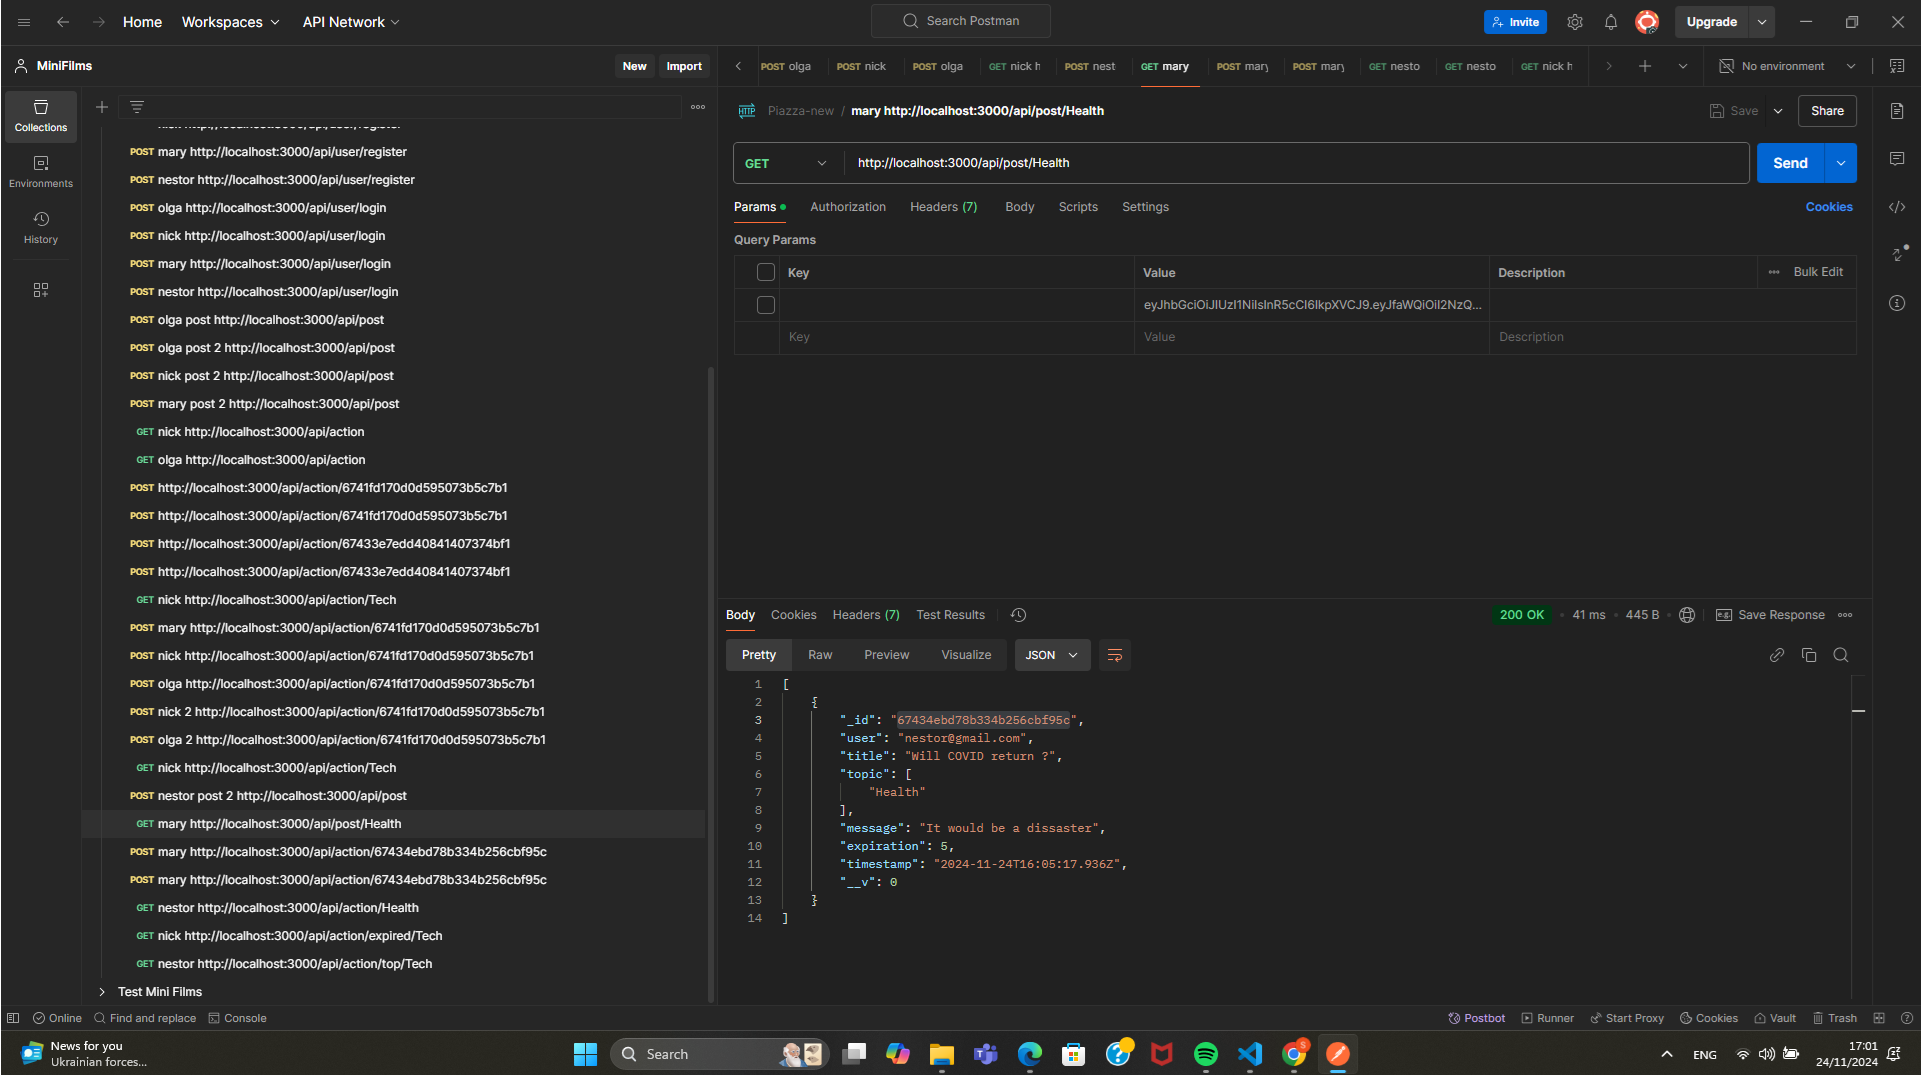 Home Workspaces API Network Search Postman Invite Upgrade
MiniFilms New Import
POST olga POST nick POST olga GET nick h POST nest GET mary POST mary POST mary GET nesto GET nesto GET nick h No environment
Collections
Environments
History
POST mary http://localhost:3000/api/user/register
POST nestor http://localhost:3000/api/user/register
POST olga http://localhost:3000/api/user/login
POST nick http://localhost:3000/api/user/login
POST mary http://localhost:3000/api/user/login
POST nestor http://localhost:3000/api/user/login
POST olga post http://localhost:3000/api/post
POST olga post 2 http://localhost:3000/api/post
POST nick post 2 http://localhost:3000/api/post
POST mary post 2 http://localhost:3000/api/post
GET nick http://localhost:3000/api/action
GET olga http://localhost:3000/api/action
POST http://localhost:3000/api/action/6741fd170d0d595073b5c7b1
POST http://localhost:3000/api/action/6741fd170d0d595073b5c7b1
POST http://localhost:3000/api/action/67433e7edd40841407374bf1
POST http://localhost:3000/api/action/67433e7edd40841407374bf1
GET nick http://localhost:3000/api/action/Tech
POST mary http://localhost:3000/api/action/6741fd170d0d595073b5c7b1
POST nick http://localhost:3000/api/action/6741fd170d0d595073b5c7b1
POST olga http://localhost:3000/api/action/6741fd170d0d595073b5c7b1
POST nick 2 http://localhost:3000/api/action/6741fd170d0d595073b5c7b1
POST olga 2 http://localhost:3000/api/action/6741fd170d0d595073b5c7b1
GET nick http://localhost:3000/api/action/Tech
POST nestor post 2 http://localhost:3000/api/post
GET mary http://localhost:3000/api/post/Health
POST mary http://localhost:3000/api/action/67434ebd78b334b256cbf95c
POST mary http://localhost:3000/api/action/67434ebd78b334b256cbf95c
GET nestor http://localhost:3000/api/action/Health
GET nick http://localhost:3000/api/action/expired/Tech
GET nestor http://localhost:3000/api/action/top/Tech
Test Mini Films
HTTP Piazza-new / mary http://localhost:3000/api/post/Health Save Share
GET http://localhost:3000/api/post/Health Send
Params Authorization Headers (7) Body Scripts Settings Cookies
Query Params
Key Value Description Bulk Edit
Key Value Description
Body Cookies Headers (7) Test Results 200 OK 41 ms 445 B e.g. Save Response
Pretty Raw Preview Visualize JSON
1 [
2 {
3 "_id": "67434ebd78b334b256cbf95c",
4 "user": "nestor@gmail.com",
5 "title": "Will COVID return ?",
6 "topic": [
7 "Health"
8 ],
9 "message": "It would be a dissaster",
10 "expiration": 5,
11 "timestamp": "2024-11-24T16:05:17.936Z",
12 "__v": 0
13 }
14 ]
Online Find and replace Console Postbot Runner Start Proxy Cookies Vault Trash
News for you
Ukrainian forces...
Search
ENG
17:01
24/11/2024